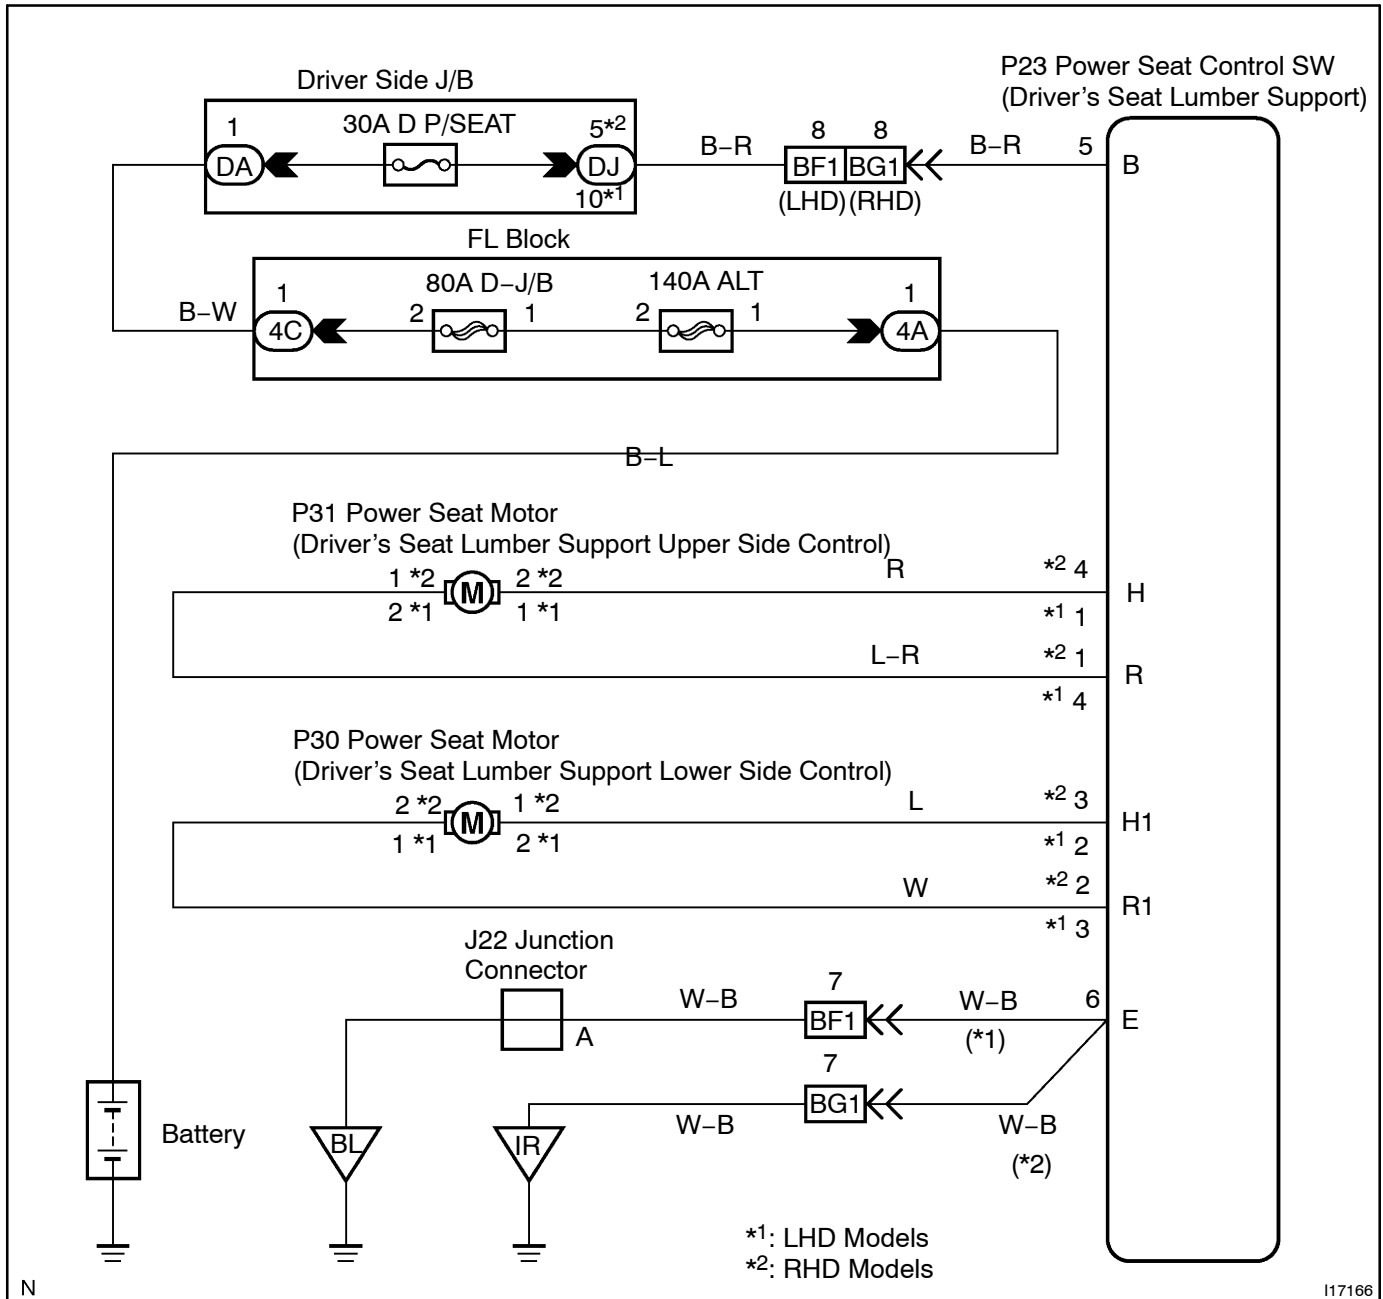 P23 Power Seat Control SW
(Driver's Seat Lumber Support)
Driver Side J/B
1
30A D P/SEAT
5*2
DA
DJ
10*1
B−R
8 8
BF1 BG1
(LHD) (RHD)
B−R
5
B
FL Block
B−W
1
4C
80A D−J/B
2 1
140A ALT
2 1
1
4A
B−L
P31 Power Seat Motor
(Driver's Seat Lumber Support Upper Side Control)
1 *2
M
2 *2
2 *1
1 *1
R
*2 4
*1 1
H
L−R
*2 1
*1 4
R
P30 Power Seat Motor
(Driver's Seat Lumber Support Lower Side Control)
2 *2
M
1 *2
1 *1
2 *1
L
*2 3
*1 2
H1
W
*2 2
*1 3
R1
J22 Junction
Connector
A
W−B
7
BF1
W−B
(*1)
6
E
7
BG1
W−B
W−B
(*2)
Battery
BL
IR
*1: LHD Models
*2: RHD Models
N
I17166